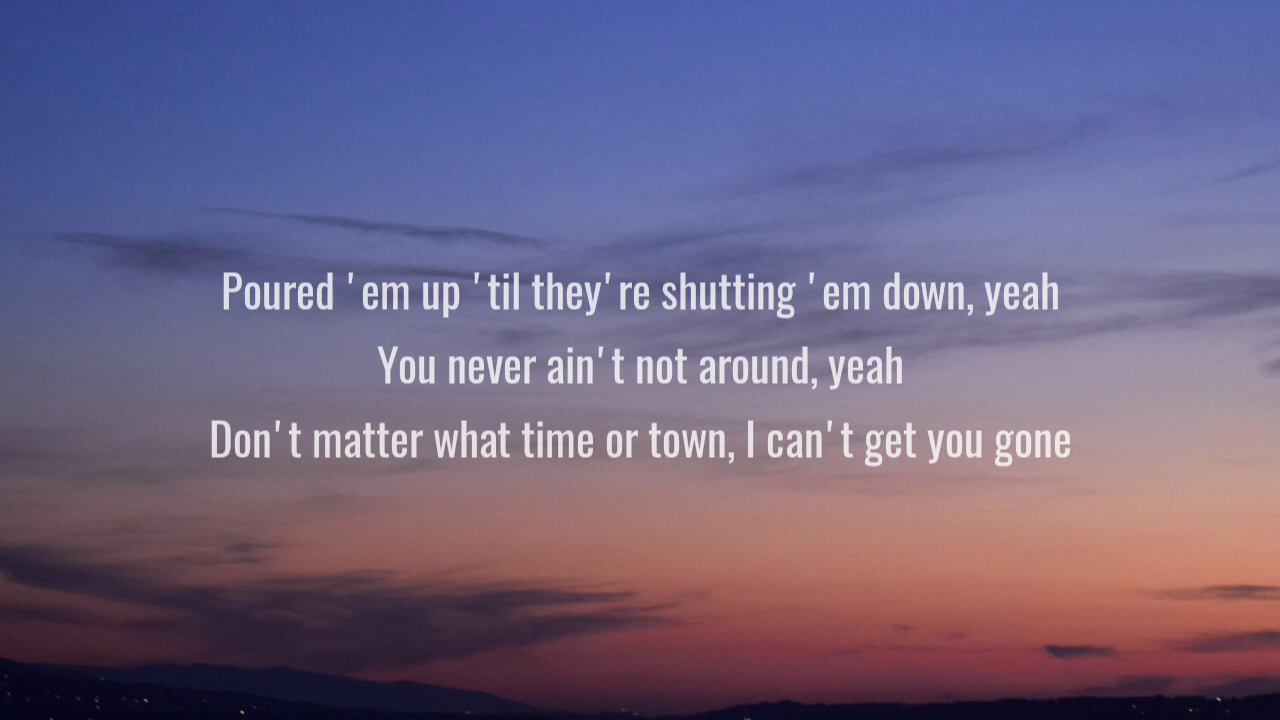 Poured 'em up 'til they're shutting 'em down, yeah
You never ain't not around, yeah
Don't matter what time or town, I can't get you gone